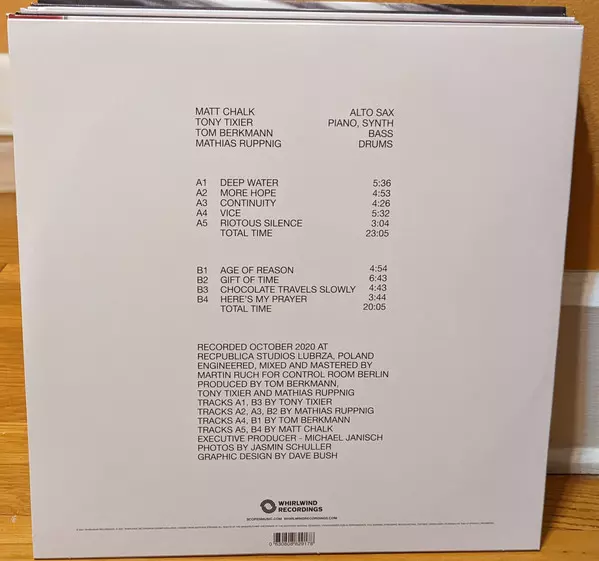 MATT CHALK ALTO SAX
TONY TIXIER PIANO, SYNTH
TOM BERKMANN BASS
MATHIAS RUPPNIG DRUMS
A1 DEEP WATER 5:36
A2 MORE HOPE 4:53
A3 CONTINUITY 4:26
A4 VICE 5:32
A5 RIOTOUS SILENCE 3:04
TOTAL TIME 23:05
B1 AGE OF REASON 4:54
B2 GIFT OF TIME 6:43
B3 CHOCOLATE TRAVELS SLOWLY 4:43
B4 HERE'S MY PRAYER 3:44
TOTAL TIME 20:05
RECORDED OCTOBER 2020 AT
RECPUBLICA STUDIOS LUBRZA, POLAND
ENGINEERED, MIXED AND MASTERED BY
MARTIN RUCH FOR CONTROL ROOM BERLIN
PRODUCED BY TOM BERKMANN,
TONY TIXIER AND MATHIAS RUPPNIG
TRACKS A1, B3 BY TONY TIXIER
TRACKS A2, A3, B2 BY MATHIAS RUPPNIG
TRACKS A4, B1 BY TOM BERKMANN
TRACKS A5, B4 BY MATT CHALK
EXECUTIVE PRODUCER - MICHAEL JANISCH
PHOTOS BY JASMIN SCHULLER
GRAPHIC DESIGN BY DAVE BUSH
WHIRLWIND
RECORDINGS
WHIRLWINDRECORDINGS.COM